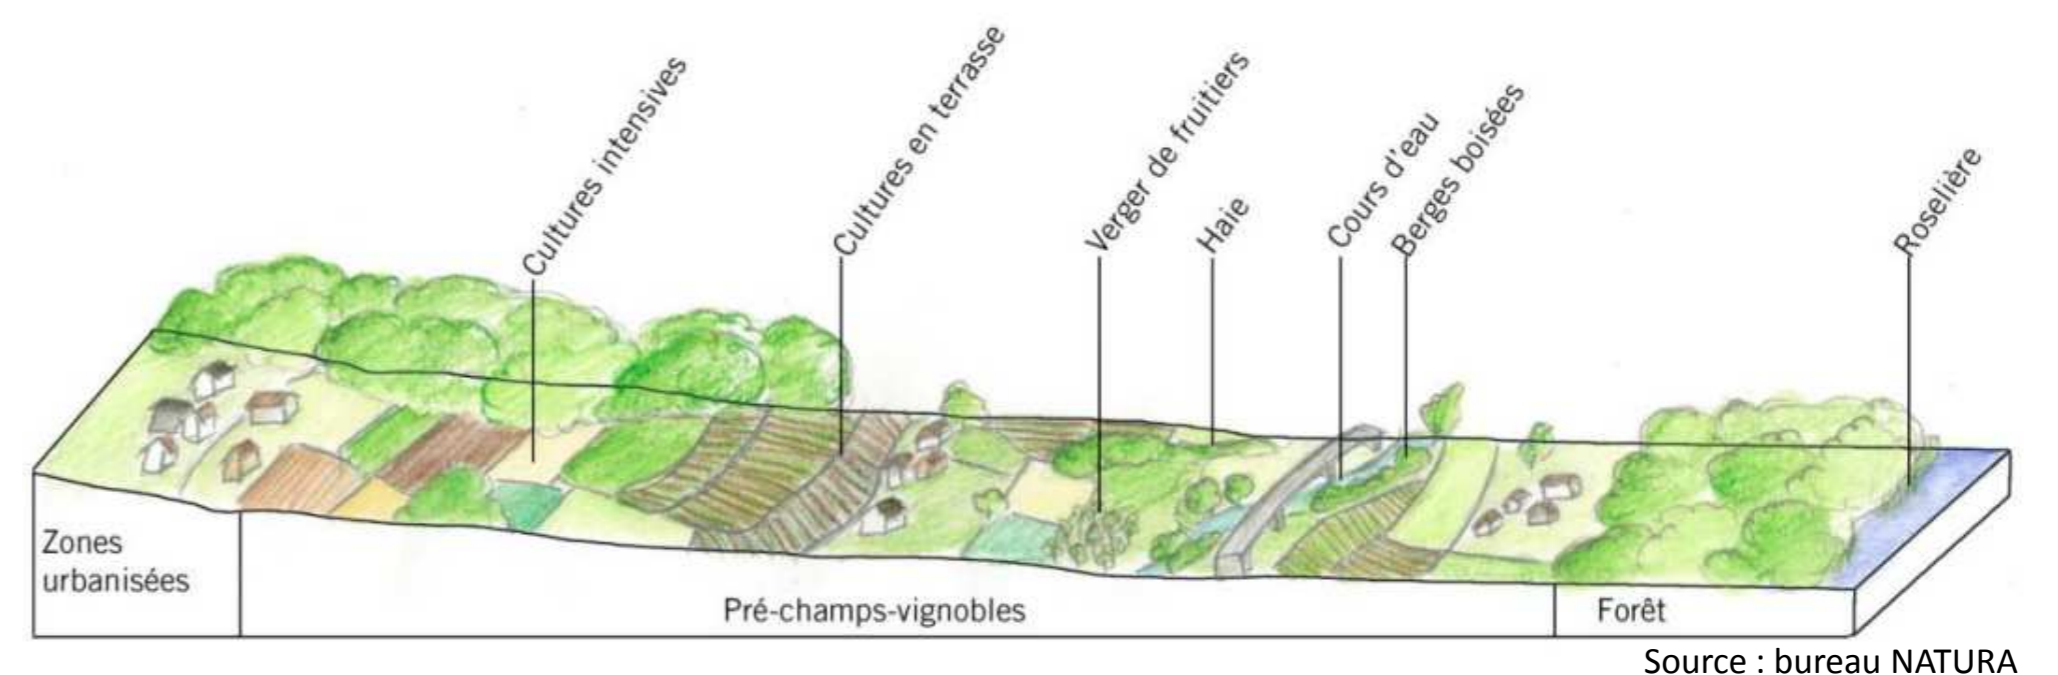 Cultures intensives
Cultures en terrasse
Verger de fruitiers
Haie
Cours d'eau
Berges boisées
Roselière
Zones
urbanisées
Pré-champs-vignobles
Forêt
Source : bureau NATURA